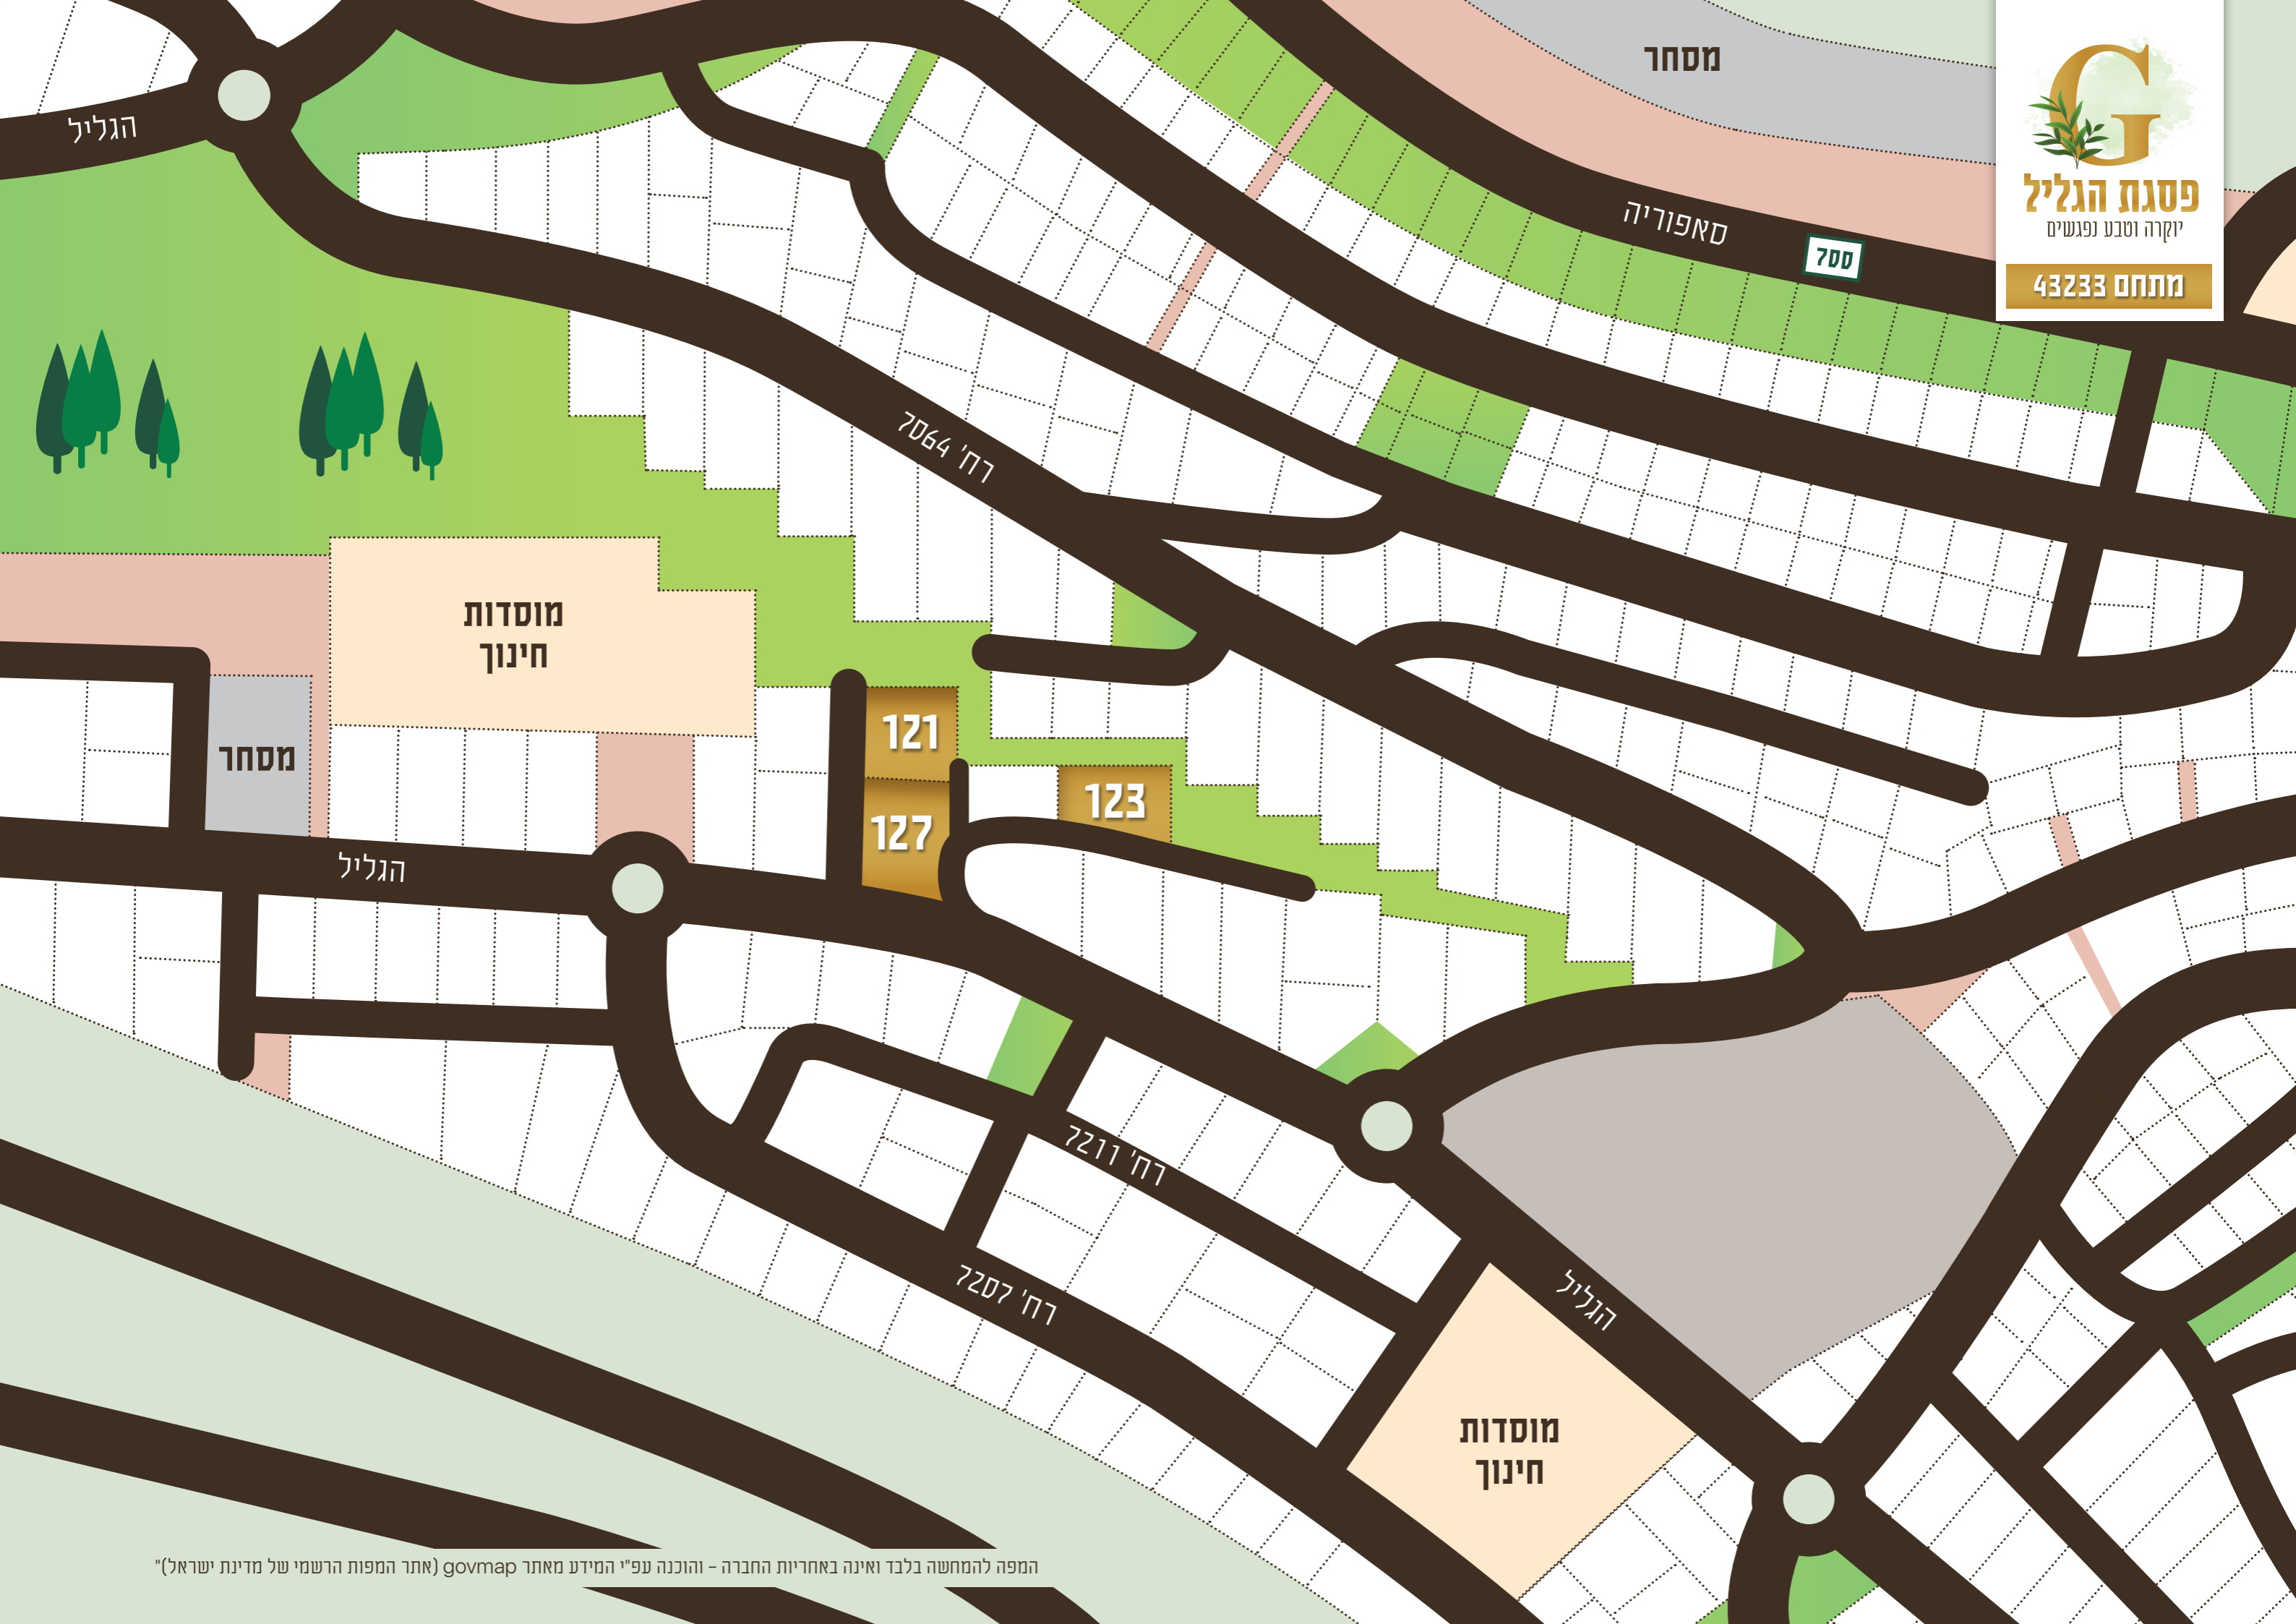 מסחר
G
פסגת הגליל
יוקרה וטבע נפגשים
מתחם 43233
הגליל
סאפוריה
7סס
רח' 7064
מוסדות
חינוך
121
מסחר
123
127
הגליל
רח' 7211
רח' 7207
הגליל
מוסדות
חינוך
המפה להמחשה בלבד ואינה באחריות החברה - והוכנה עפ"י המידע מאתר govmap (אתר המפות הרשמי של מדינת ישראל)"